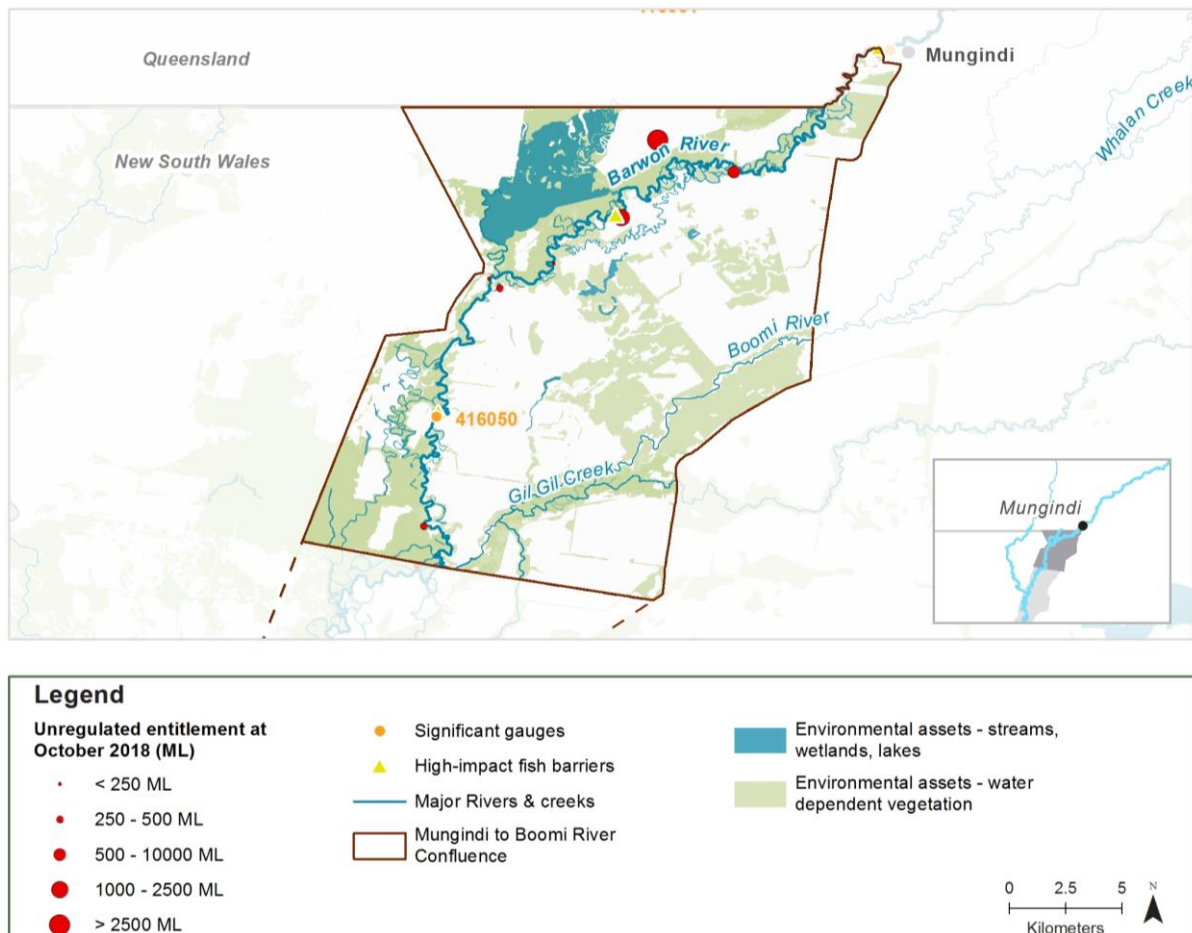 Queensland
Mungindi
New South Wales
Barwon River
Whalan Creek
Boomi River
416050
Gil Gil Creek
Mungindi
Legend
Unregulated entitlement at
October 2018 (ML)
< 250 ML
250 - 500 ML
500 - 10000 ML
1000 - 2500 ML
> 2500 ML
Significant gauges
High-impact fish barriers
Major Rivers & creeks
Mungindi to Boomi River
Confluence
Environmental assets - streams,
wetlands, lakes
Environmental assets - water
dependent vegetation
0 2.5 5
Kilometers
N